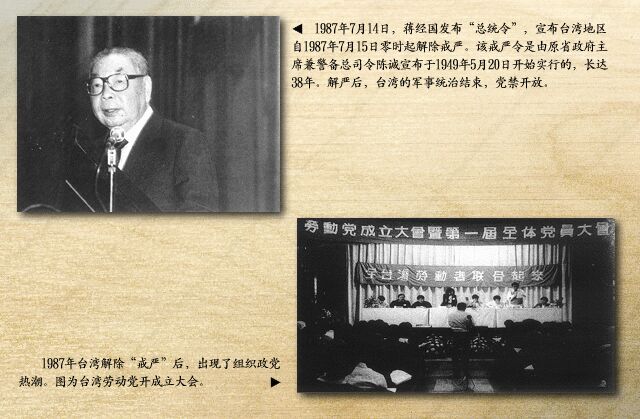 ◀ 1987年7月14日，蒋经国发布“总统令”，宣布台湾地区
自1987年7月15日零时起解除戒严。该戒严令是由原省政府主
席兼警备总司令陈诚宣布于1949年5月20日开始实行的，长达
38年。解严后，台湾的军事统治结束，党禁开放。
劳動党成立大會暨第一屆全体党員大會
1987年台湾解除“戒严”后，出现了组织政党
热潮。图为台湾劳动党开成立大会。 ▶